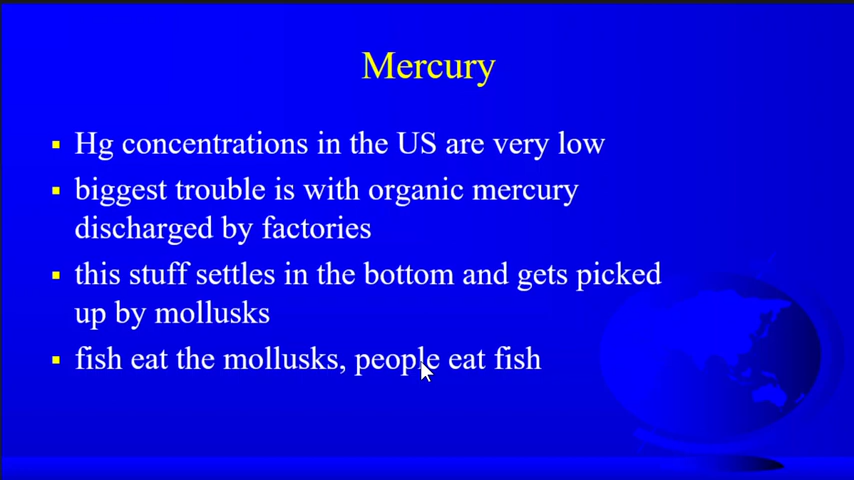 Mercury
Hg concentrations in the US are very low
biggest trouble is with organic mercury
discharged by factories
this stuff settles in the bottom and gets picked
up by mollusks
fish eat the mollusks, people eat fish